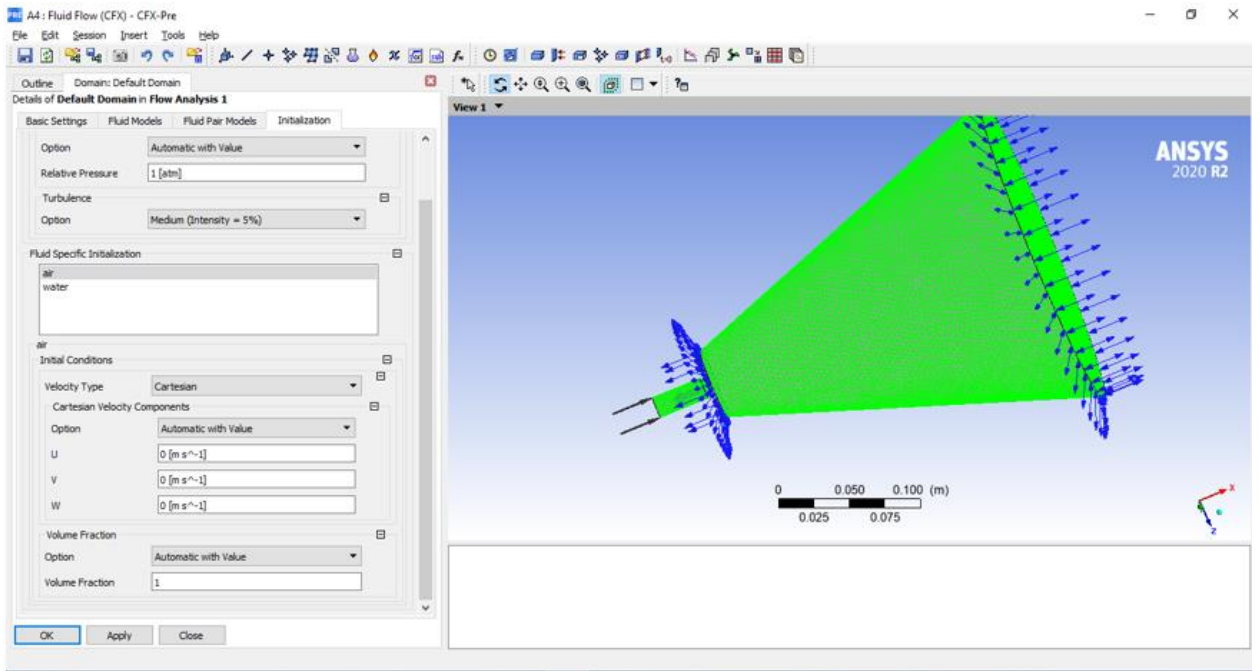 A4 : Fluid Flow (CFX) - CFX-Pre
File Edit Session Insert Tools Help
Outline Domain: Default Domain
Details of Default Domain in Flow Analysis 1
Basic Settings Fluid Models Fluid Pair Models Initialization
Option Automatic with Value
Relative Pressure 1 [atm]
Turbulence
Option Medium (Intensity = 5%)
Fluid Specific Initialization
air
water
air
Initial Conditions
Velocity Type Cartesian
Cartesian Velocity Components
Option Automatic with Value
U 0 [m s^-1]
V 0 [m s^-1]
W 0 [m s^-1]
Volume Fraction
Option Automatic with Value
Volume Fraction 1
OK Apply Close
View 1
ANSYS
2020 R2
0 0.050 0.100 (m)
0.025 0.075
X
Z